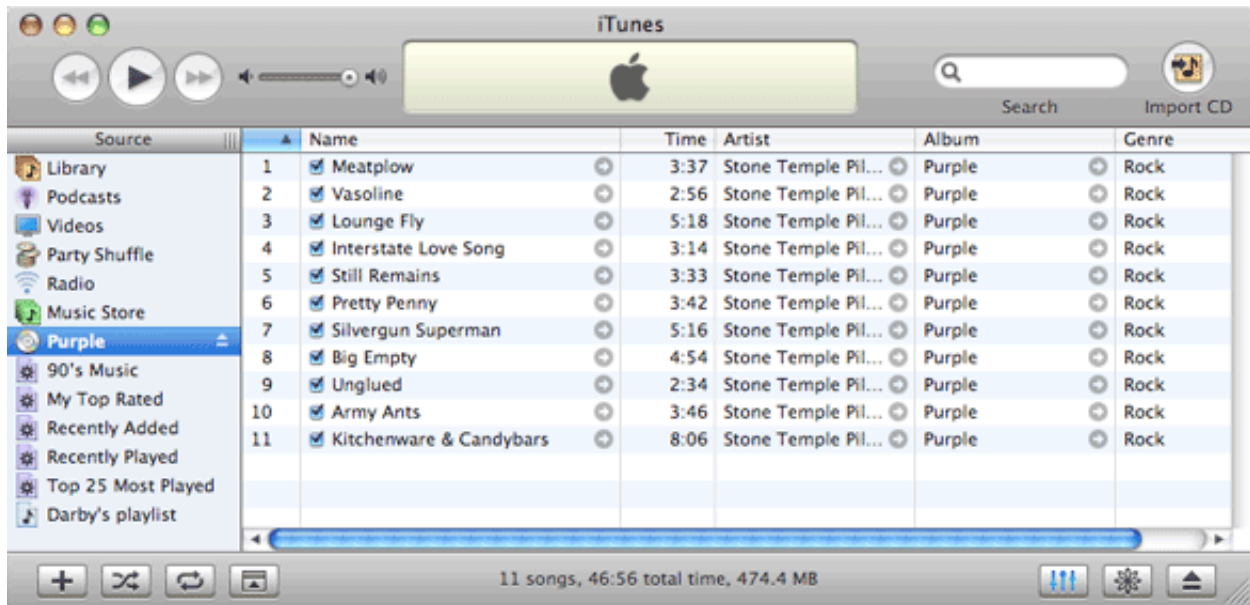 iTunes
Search
Import CD
Source
Library
Podcasts
Videos
Party Shuffle
Radio
Music Store
Purple
90's Music
My Top Rated
Recently Added
Recently Played
Top 25 Most Played
Darby's playlist
Name Time Artist Album Genre
1 Meatplow 3:37 Stone Temple Pil... Purple Rock
2 Vasoline 2:56 Stone Temple Pil... Purple Rock
3 Lounge Fly 5:18 Stone Temple Pil... Purple Rock
4 Interstate Love Song 3:14 Stone Temple Pil... Purple Rock
5 Still Remains 3:33 Stone Temple Pil... Purple Rock
6 Pretty Penny 3:42 Stone Temple Pil... Purple Rock
7 Silvergun Superman 5:16 Stone Temple Pil... Purple Rock
8 Big Empty 4:54 Stone Temple Pil... Purple Rock
9 Unglued 2:34 Stone Temple Pil... Purple Rock
10 Army Ants 3:46 Stone Temple Pil... Purple Rock
11 Kitchenware & Candybars 8:06 Stone Temple Pil... Purple Rock
11 songs, 46:56 total time, 474.4 MB